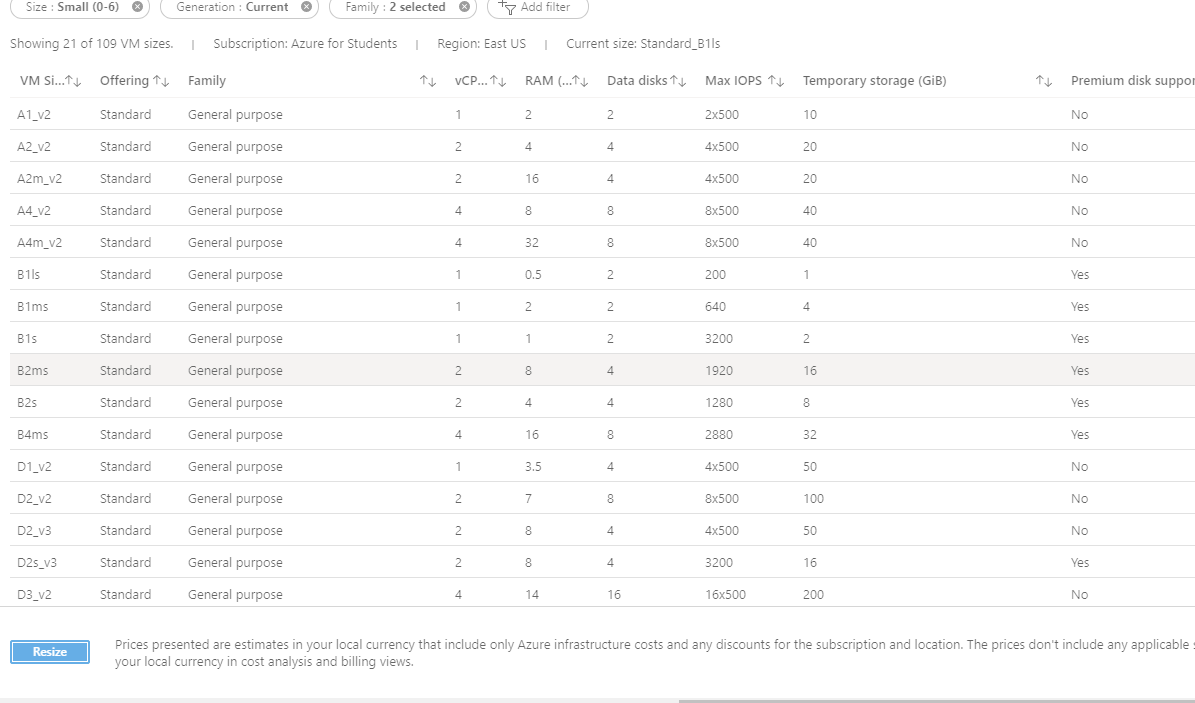 Size : Small (0-6) Generation : Current Family : 2 selected Add filter
Showing 21 of 109 VM sizes. | Subscription: Azure for Students | Region: East US | Current size: Standard_B1ls
VM Si... Offering Family vCP... RAM (... Data disks Max IOPS Temporary storage (GiB) Premium disk suppor
A1_v2 Standard General purpose 1 2 2 2x500 10 No
A2_v2 Standard General purpose 2 4 4 4x500 20 No
A2m_v2 Standard General purpose 2 16 4 4x500 20 No
A4_v2 Standard General purpose 4 8 8 8x500 40 No
A4m_v2 Standard General purpose 4 32 8 8x500 40 No
B1ls Standard General purpose 1 0.5 2 200 1 Yes
B1ms Standard General purpose 1 2 2 640 4 Yes
B1s Standard General purpose 1 1 2 3200 2 Yes
B2ms Standard General purpose 2 8 4 1920 16 Yes
B2s Standard General purpose 2 4 4 1280 8 Yes
B4ms Standard General purpose 4 16 8 2880 32 Yes
D1_v2 Standard General purpose 1 3.5 4 4x500 50 No
D2_v2 Standard General purpose 2 7 8 8x500 100 No
D2_v3 Standard General purpose 2 8 4 4x500 50 No
D2s_v3 Standard General purpose 2 8 4 3200 16 Yes
D3_v2 Standard General purpose 4 14 16 16x500 200 No
Resize Prices presented are estimates in your local currency that include only Azure infrastructure costs and any discounts for the subscription and location. The prices don't include any applicable s
your local currency in cost analysis and billing views.